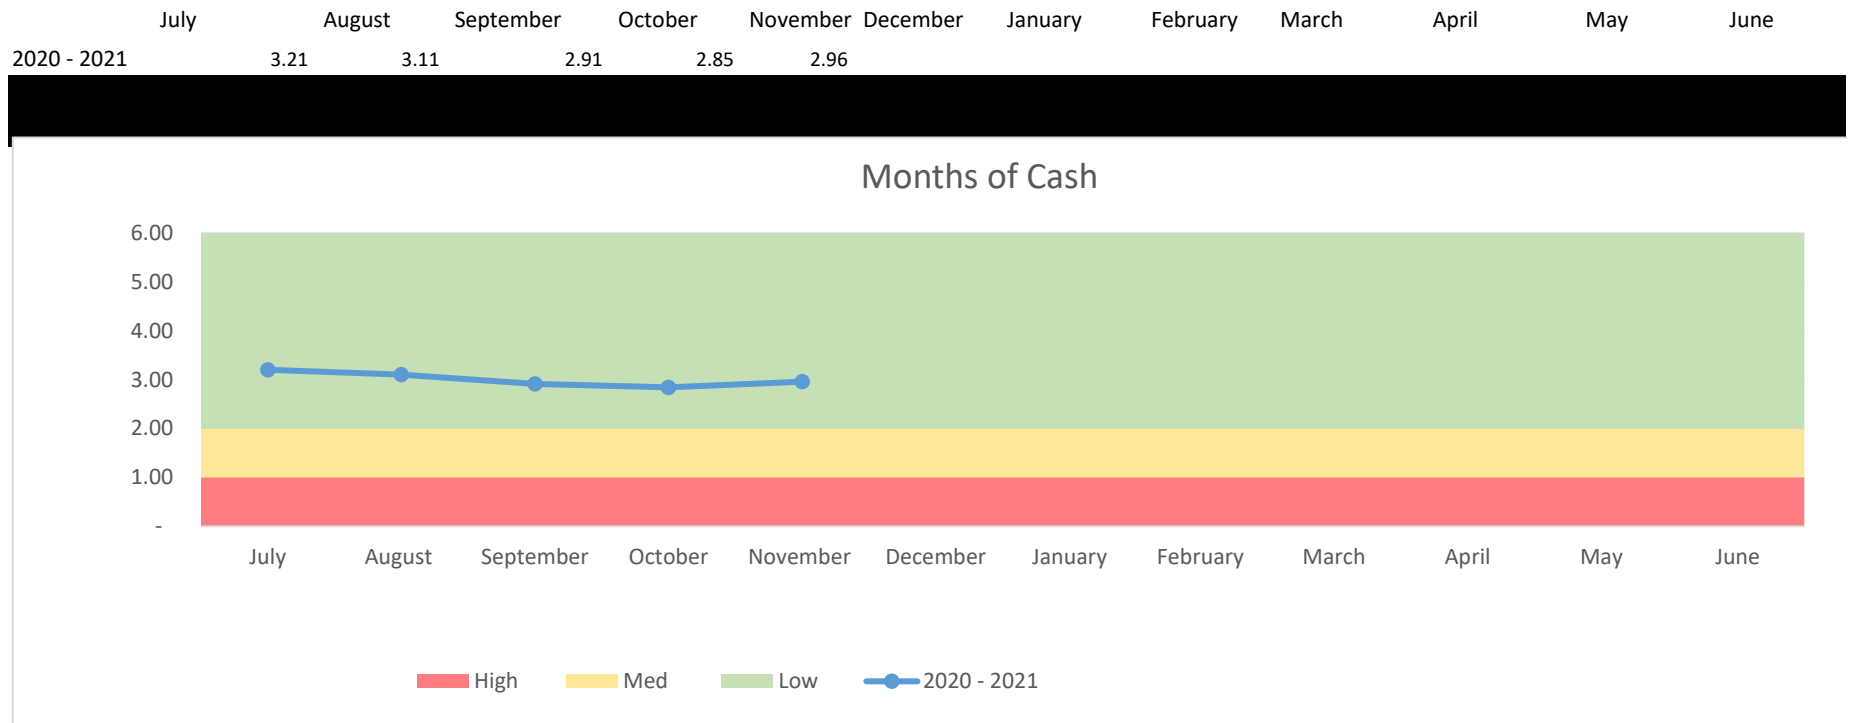 July August September October November December January February March April May June
2020 - 2021 3.21 3.11 2.91 2.85 2.96
Months of Cash
6.00
5.00
4.00
3.00
2.00
1.00
-
July August September October November December January February March April May June
High Med Low 2020 - 2021